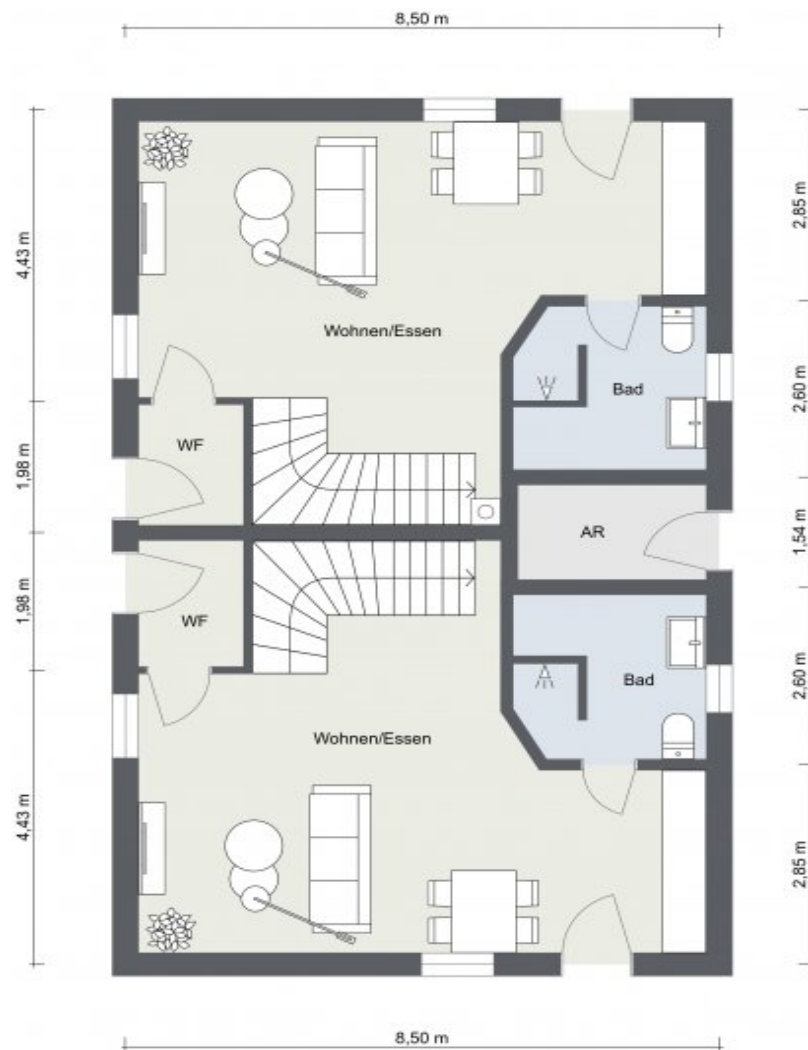 8,50 m
2,85 m
4,43 m
Wohnen/Essen
Bad
2,60 m
WF
1,98 m
AR
1,54 m
1,98 m
WF
Bad
2,60 m
Wohnen/Essen
4,43 m
2,85 m
8,50 m